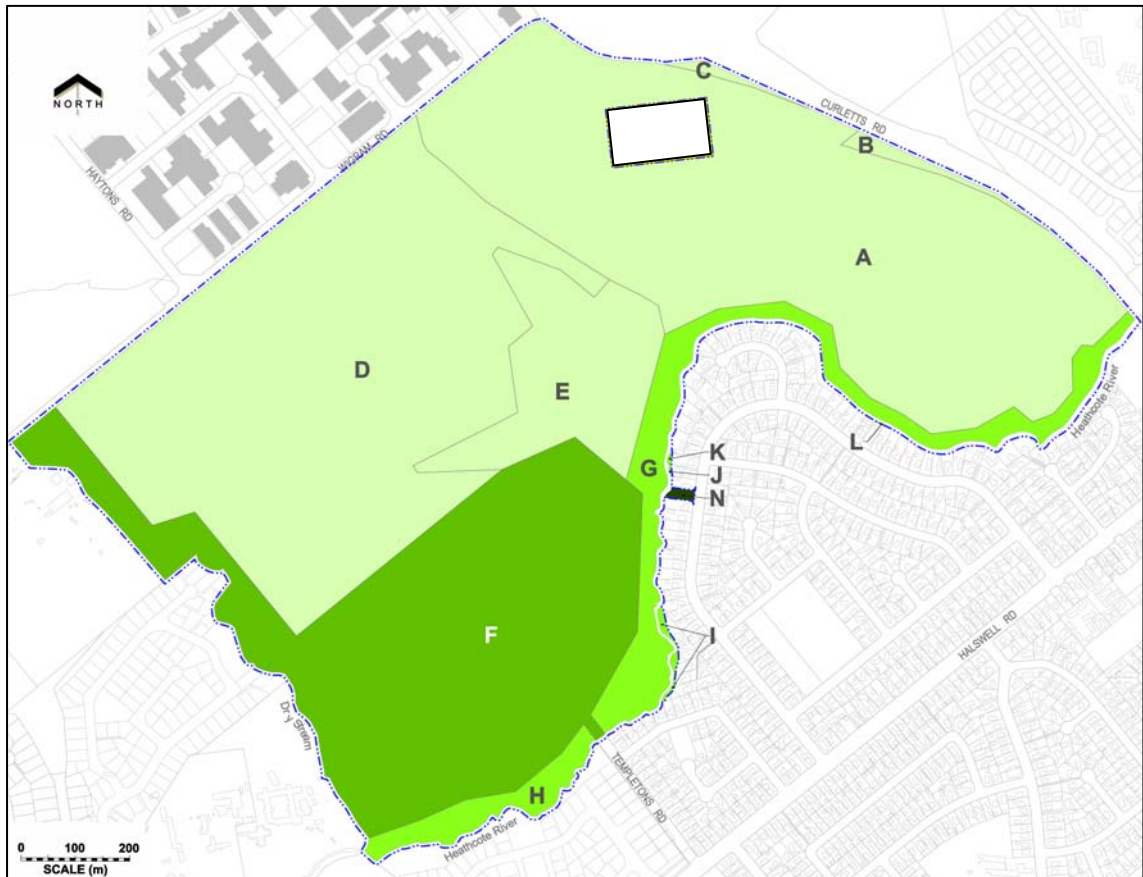 C
CURLETTS RD
NORTH
B
WIGRAM RD
HAYTONS RD
A
D
E
Heathcote River
L
K
G
J
N
F
I
HALSWELL RD
Dry Stream
TEMPLETONS RD
H
Heathcote River
0 100 200
SCALE (m)